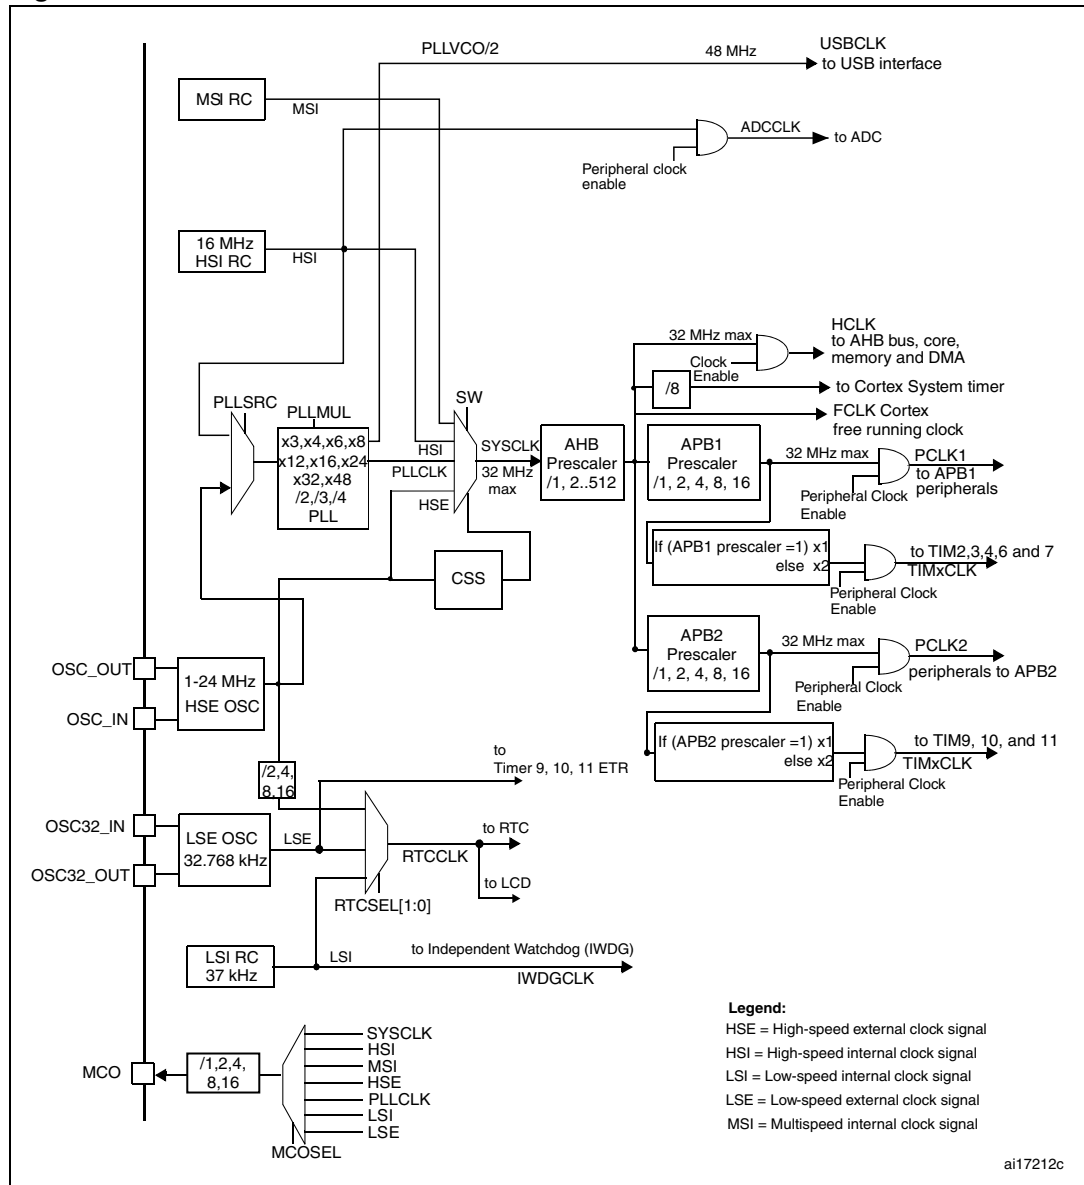 PLLVCO/2
48 MHz
USBCLK
to USB interface
MSI RC
MSI
ADCCLK
to ADC
Peripheral clock
enable
16 MHz
HSI RC
HSI
32 MHz max
HCLK
to AHB bus, core,
memory and DMA
Clock
Enable
/8
to Cortex System timer
FCLK Cortex
free running clock
PLLSRC
PLLMUL
x3,x4,x6,x8
x12,x16,x24
x32,x48
/2,/3,/4
PLL
SW
HSI
PLLCLK
HSE
SYSCLK
32 MHz
max
AHB
Prescaler
/1, 2..512
APB1
Prescaler
/1, 2, 4, 8, 16
32 MHz max
PCLK1
to APB1
peripherals
Peripheral Clock
Enable
If (APB1 prescaler =1) x1
else x2
to TIM2,3,4,6 and 7
TIMxCLK
Peripheral Clock
Enable
CSS
APB2
Prescaler
/1, 2, 4, 8, 16
32 MHz max
PCLK2
peripherals to APB2
Peripheral Clock
Enable
If (APB2 prescaler =1) x1
else x2
to TIM9, 10, and 11
TIMxCLK
Peripheral Clock
Enable
OSC_OUT
OSC_IN
1-24 MHz
HSE OSC
/2,4,
8,16
to
Timer 9, 10, 11 ETR
OSC32_IN
OSC32_OUT
LSE OSC
32.768 kHz
LSE
RTCCLK
to RTC
to LCD
RTCSEL[1:0]
LSI RC
37 kHz
LSI
to Independent Watchdog (IWDG)
IWDGCLK
MCO
/1,2,4,
8,16
SYSCLK
HSI
MSI
HSE
PLLCLK
LSI
LSE
MCOSEL
Legend:
HSE = High-speed external clock signal
HSI = High-speed internal clock signal
LSI = Low-speed internal clock signal
LSE = Low-speed external clock signal
MSI = Multispeed internal clock signal
ai17212c